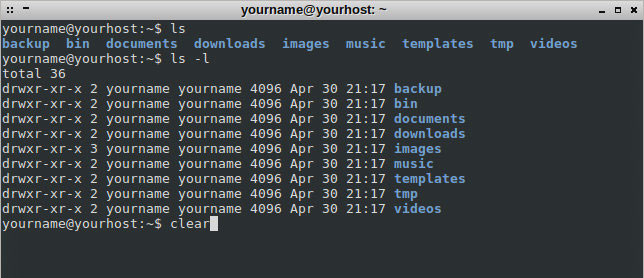 yourname@yourhost: ~
yourname@yourhost:~$ ls
backup  bin  documents  downloads  images  music  templates  tmp  videos
yourname@yourhost:~$ ls -l
total 36
drwxr-xr-x 2 yourname yourname 4096 Apr 30 21:17 backup
drwxr-xr-x 2 yourname yourname 4096 Apr 30 21:17 bin
drwxr-xr-x 2 yourname yourname 4096 Apr 30 21:17 documents
drwxr-xr-x 2 yourname yourname 4096 Apr 30 21:17 downloads
drwxr-xr-x 3 yourname yourname 4096 Apr 30 21:17 images
drwxr-xr-x 2 yourname yourname 4096 Apr 30 21:17 music
drwxr-xr-x 2 yourname yourname 4096 Apr 30 21:17 templates
drwxr-xr-x 2 yourname yourname 4096 Apr 30 21:17 tmp
drwxr-xr-x 2 yourname yourname 4096 Apr 30 21:17 videos
yourname@yourhost:~$ clear